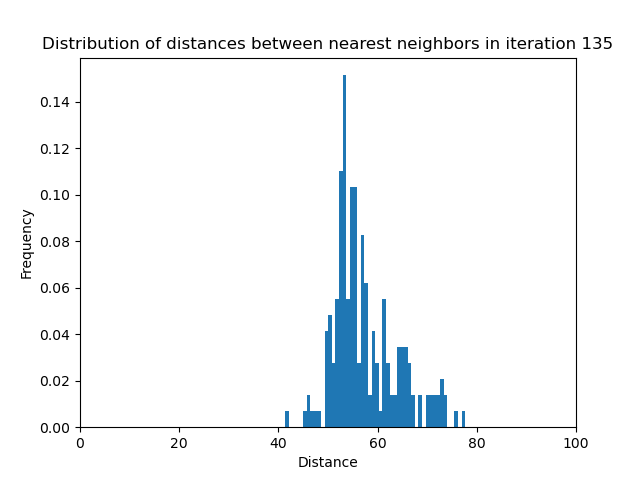 Distribution of distances between nearest neighbors in iteration 135
0.14
0.12
0.10
0.08
0.06
0.04
0.02
0.00
Frequency
0 20 40 60 80 100
Distance